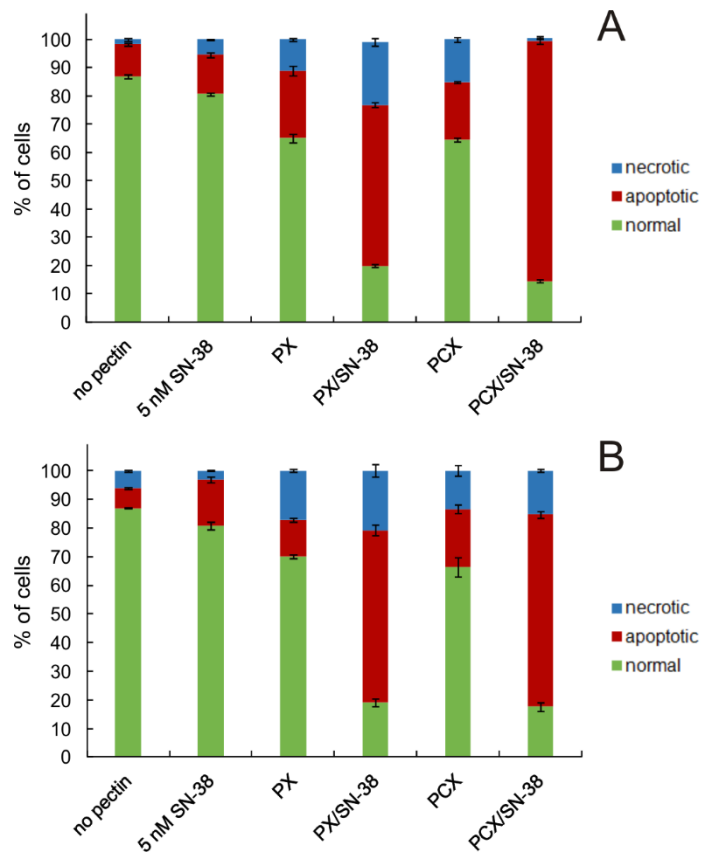 A
100
90
80
70
60
50
40
30
20
10
0
% of cells
necrotic
apoptotic
normal
no pectin
5 nM SN-38
PX
PX/SN-38
PCX
PCX/SN-38
B
100
90
80
70
60
50
40
30
20
10
0
% of cells
necrotic
apoptotic
normal
no pectin
5 nM SN-38
PX
PX/SN-38
PCX
PCX/SN-38